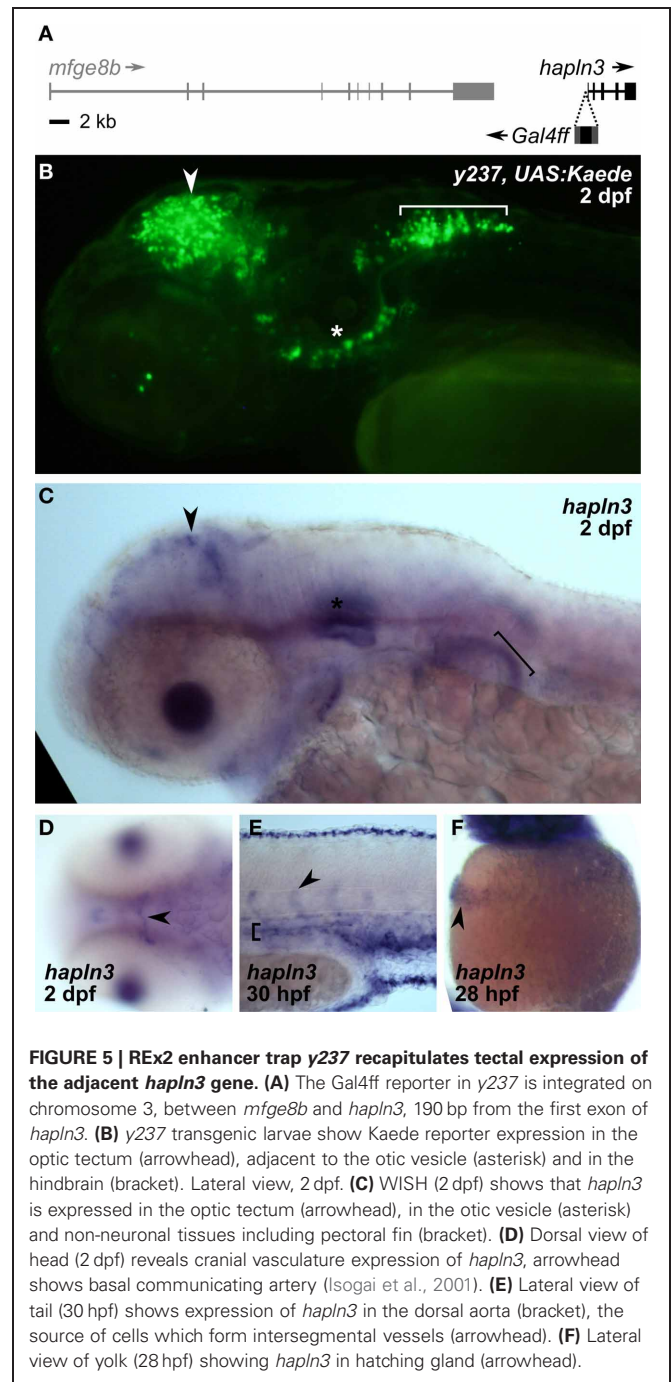 A
mfge8b →
hapln3 →
2 kb
← Gal4ff
B
y237, UAS:Kaede
2 dpf
*
C
hapln3
2 dpf
*
D
hapln3
2 dpf
E
hapln3
30 hpf
F
hapln3
28 hpf
FIGURE 5 | REx2 enhancer trap y237 recapitulates tectal expression of
the adjacent hapln3 gene. (A) The Gal4ff reporter in y237 is integrated on
chromosome 3, between mfge8b and hapln3, 190 bp from the first exon of
hapln3. (B) y237 transgenic larvae show Kaede reporter expression in the
optic tectum (arrowhead), adjacent to the otic vesicle (asterisk) and in the
hindbrain (bracket). Lateral view, 2 dpf. (C) WISH (2 dpf) shows that hapln3
is expressed in the optic tectum (arrowhead), in the otic vesicle (asterisk)
and non-neuronal tissues including pectoral fin (bracket). (D) Dorsal view of
head (2 dpf) reveals cranial vasculature expression of hapln3, arrowhead
shows basal communicating artery (Isogai et al., 2001). (E) Lateral view of
tail (30 hpf) shows expression of hapln3 in the dorsal aorta (bracket), the
source of cells which form intersegmental vessels (arrowhead). (F) Lateral
view of yolk (28 hpf) showing hapln3 in hatching gland (arrowhead).